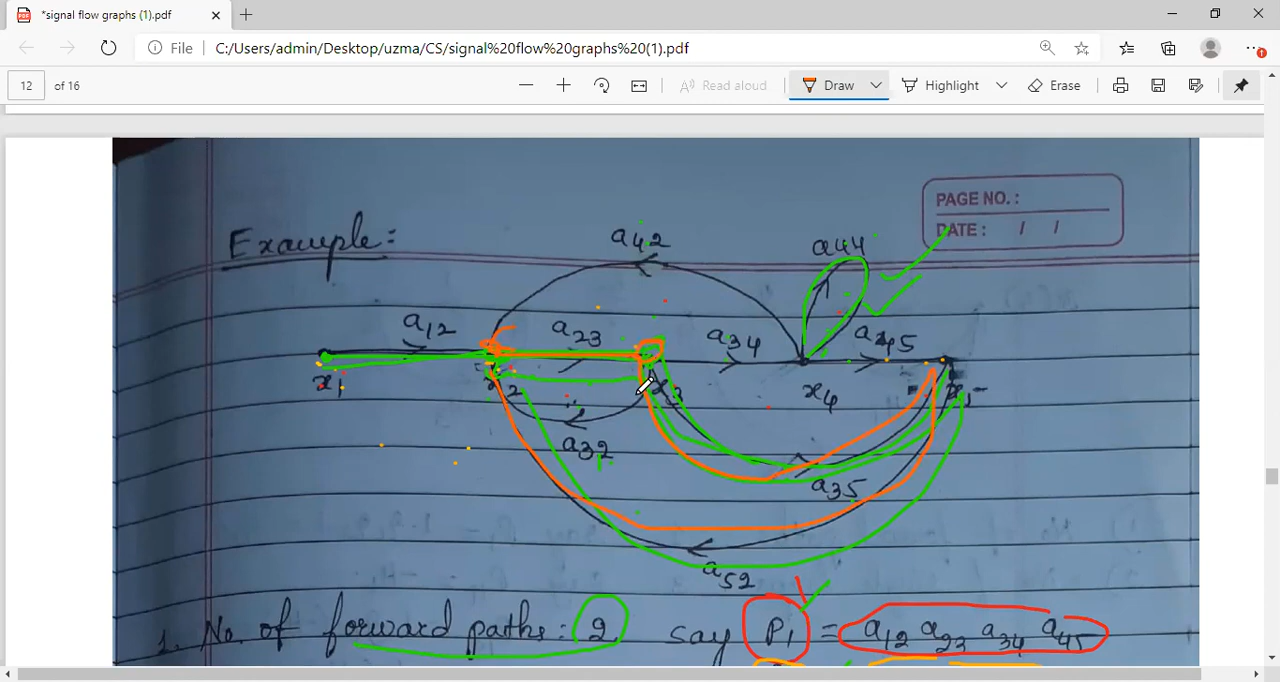 *signal flow graphs (1).pdf
File C:/Users/admin/Desktop/uzma/CS/signal%20flow%20graphs%20(1).pdf
12 of 16 Read aloud Draw Highlight Erase
PAGE NO. :
DATE : / /
Example:
a42 a44
a12 a23 a34 a45
x1 x2 x3 x4 x5
a32
a35
a52
1. No. of forward paths: 2 say P1 = a12 a23 a34 a45